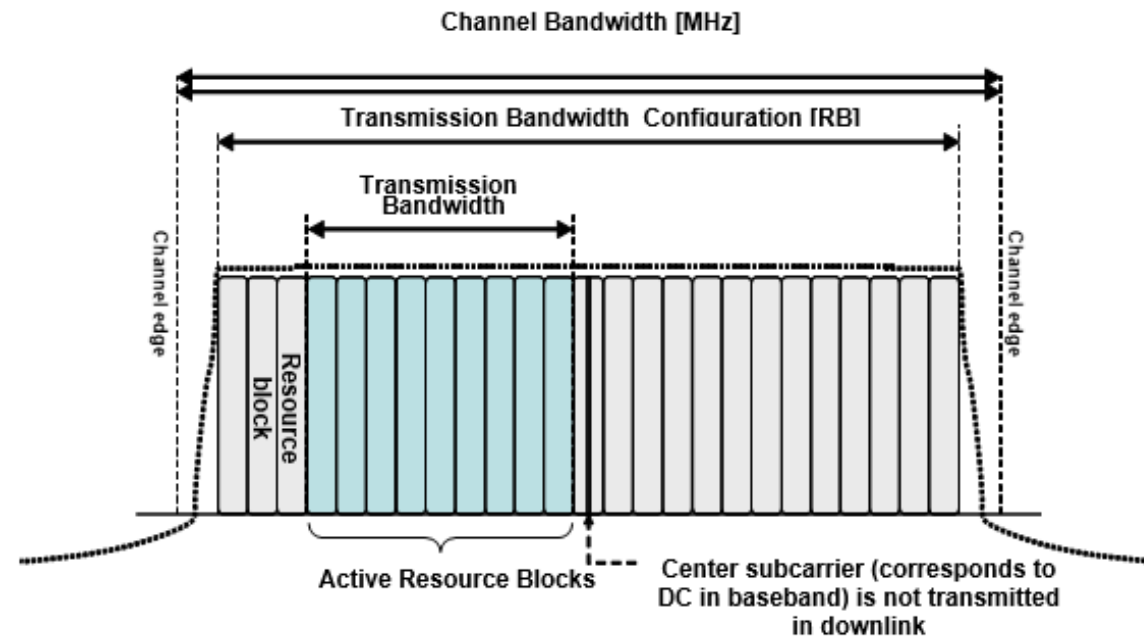 Channel Bandwidth [MHz]
Transmission Bandwidth Configuration [RB]
Transmission
Bandwidth
Channel edge
Channel edge
Resource
block
Active Resource Blocks
Center subcarrier (corresponds to
DC in baseband) is not transmitted
in downlink